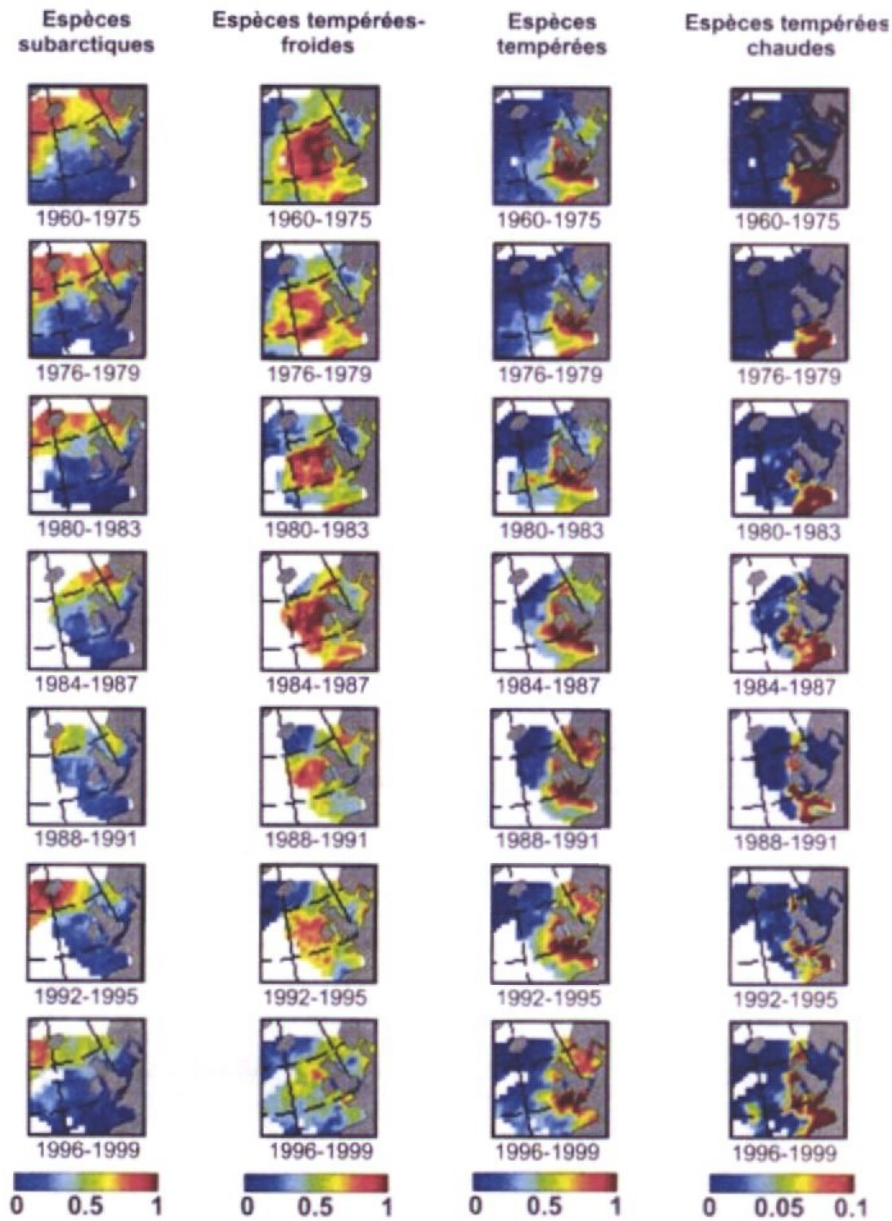 Espèces
subarctiques
Espèces tempérées-
froides
Espèces
tempérées
Espèces tempérées
chaudes
1960-1975 1960-1975 1960-1975 1960-1975
1976-1979 1976-1979 1976-1979 1976-1979
1980-1983 1980-1983 1980-1983 1980-1983
1984-1987 1984-1987 1984-1987 1984-1987
1988-1991 1988-1991 1988-1991 1988-1991
1992-1995 1992-1995 1992-1995 1992-1995
1996-1999 1996-1999 1996-1999 1996-1999
0 0.5 1 0 0.5 1 0 0.5 1 0 0.05 0.1